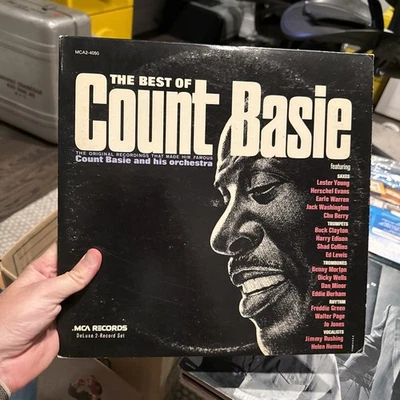 MCA2-4050
THE BEST OF
Count Basie
THE ORIGINAL RECORDINGS THAT MADE HIM FAMOUS
Count Basie and his orchestra
featuring
SAXES
Lester Young
Herschel Evans
Earle Warren
Jack Washington
Chu Berry
TRUMPETS
Buck Clayton
Harry Edison
Shad Collins
Ed Lewis
TROMBONES
Benny Morton
Dicky Wells
Dan Minor
Eddie Durham
RHYTHM
Freddie Green
Walter Page
Jo Jones
VOCALISTS
Jimmy Rushing
Helen Humes
MCA RECORDS
DeLuxe 2-Record Set